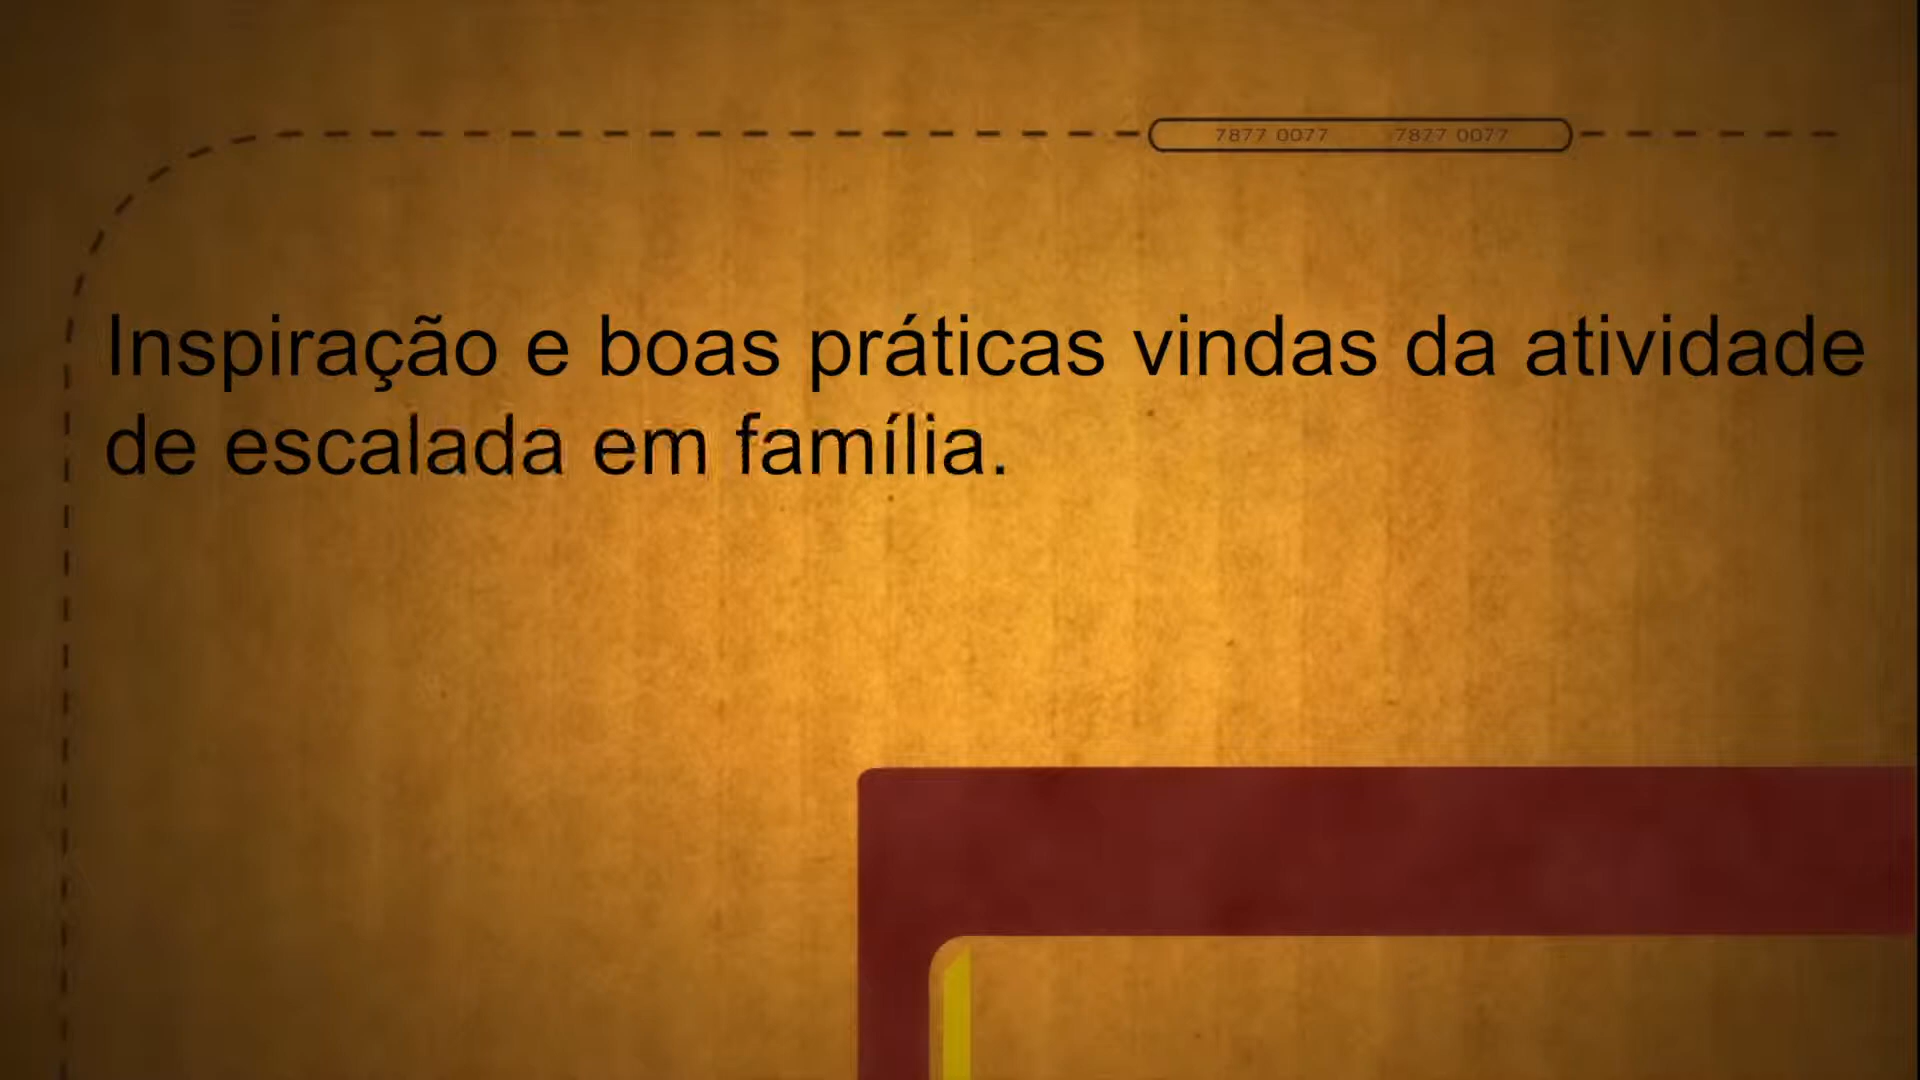 7877 0077 7877 0077
Inspiração e boas práticas vindas da atividade
de escalada em família.